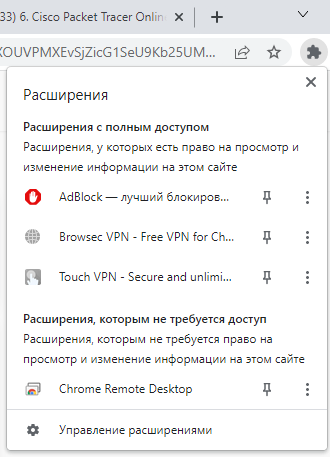 33) 6. Cisco Packet Tracer Onlin
XOUVPMXEvSjZicG1SeU9Kb25UM...
Расширения
Расширения с полным доступом
Расширения, у которых есть право на просмотр и
изменение информации на этом сайте
AdBlock — лучший блокиров...
Browsec VPN - Free VPN for Ch...
Touch VPN - Secure and unlimi...
Расширения, которым не требуется доступ
Расширения, которым не требуется право на
просмотр и изменение информации на этом сайте
Chrome Remote Desktop
Управление расширениями